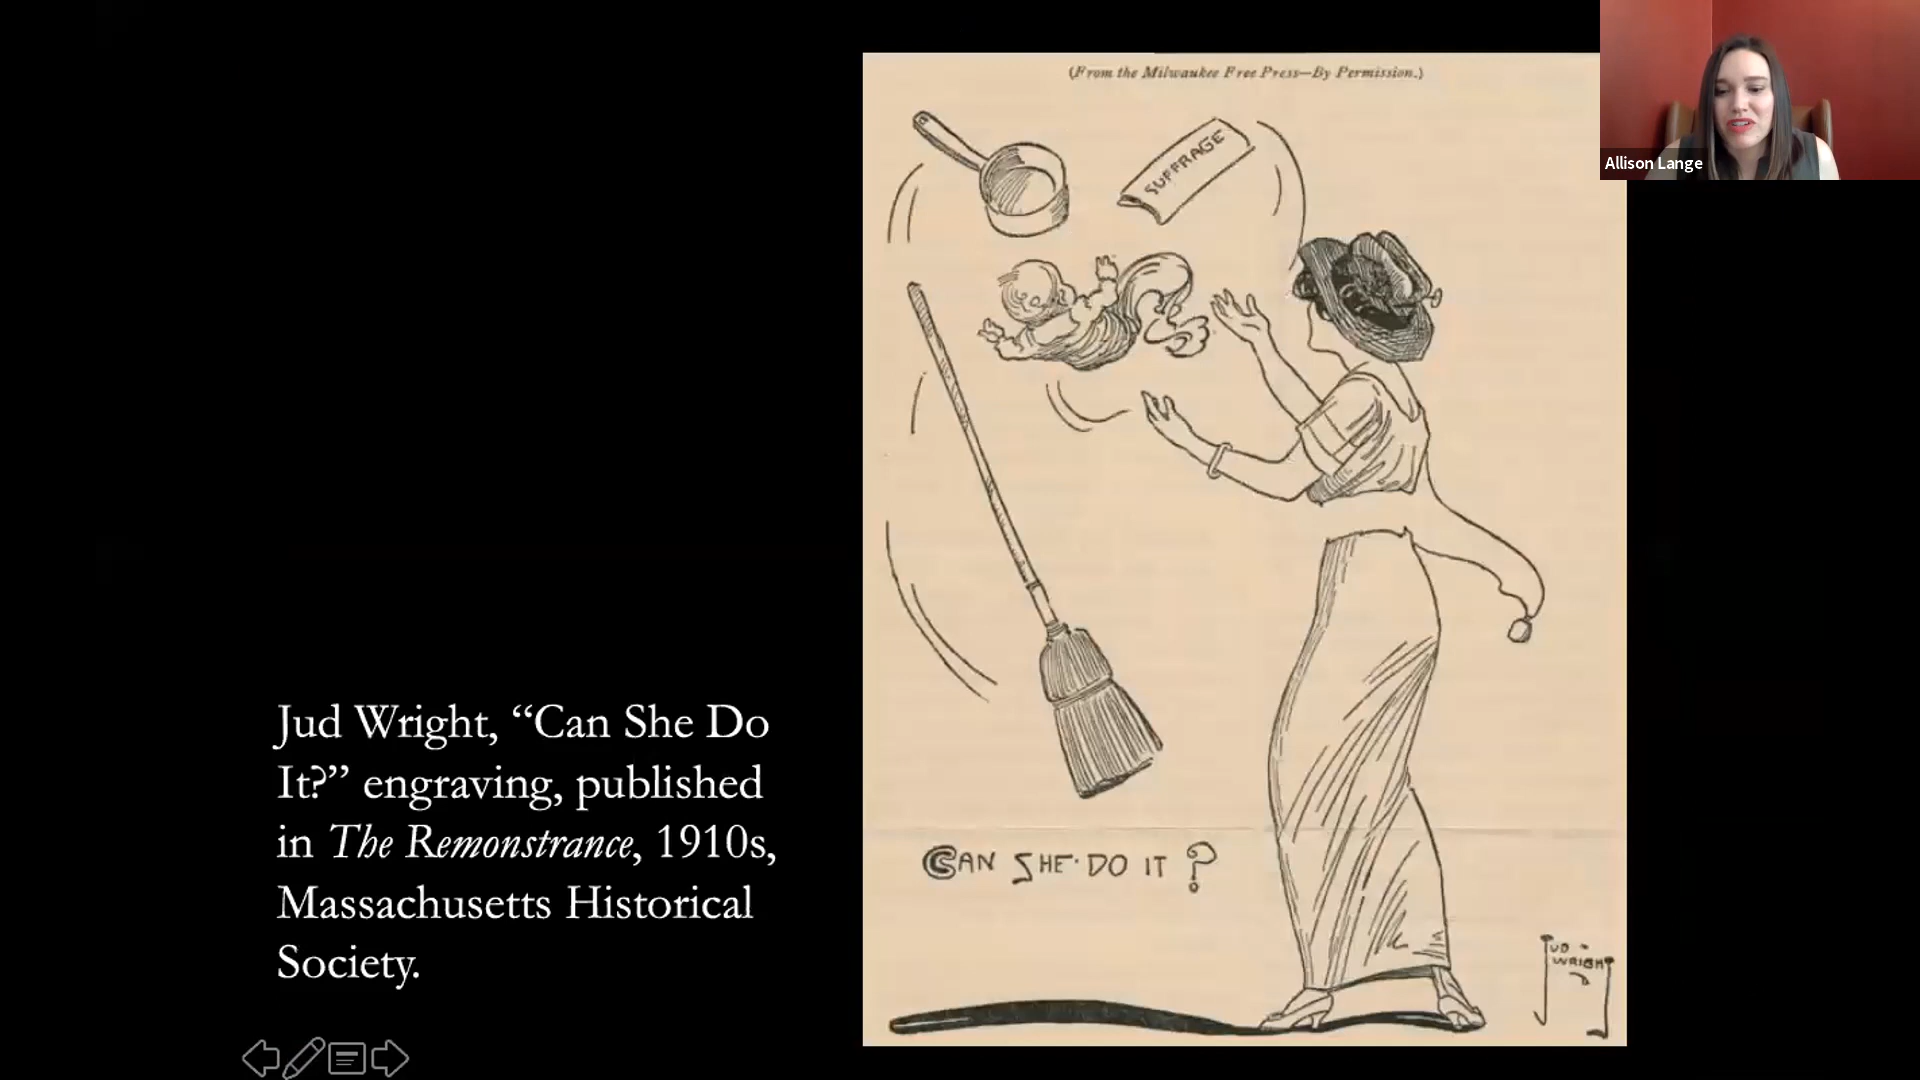 (From the Milwaukee Free Press—By Permission.)
SUFFRAGE
Allison Lange
Jud Wright, “Can She Do
It?” engraving, published
in The Remonstrance, 1910s,
Massachusetts Historical
Society.
CAN SHE·DO IT?
JUD
WRIGHT